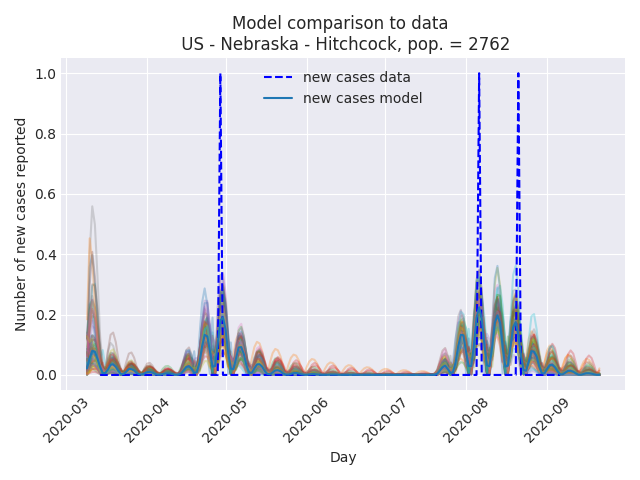 Model comparison to data
US - Nebraska - Hitchcock, pop. = 2762
new cases data
new cases model
Number of new cases reported
1.0
0.8
0.6
0.4
0.2
0.0
2020-03
2020-04
2020-05
2020-06
2020-07
2020-08
2020-09
Day